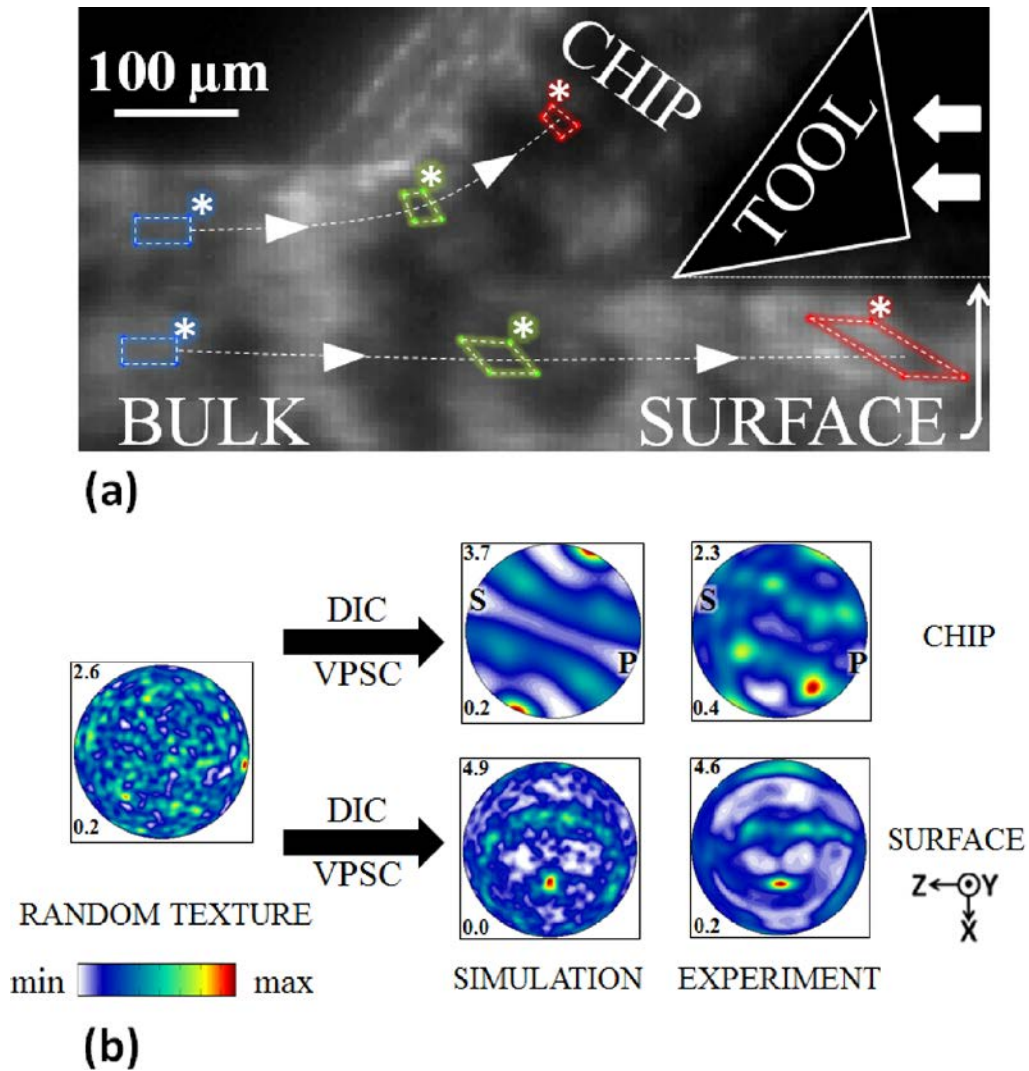 100 µm
CHIP
TOOL
*
*
*
*
*
*
BULK
SURFACE
(a)
3.7
S
P
0.2
2.3
S
P
0.4
CHIP
DIC
VPSC
2.6
0.2
4.9
0.0
4.6
0.2
DIC
VPSC
SURFACE
Z
Y
X
RANDOM TEXTURE
SIMULATION
EXPERIMENT
min
max
(b)